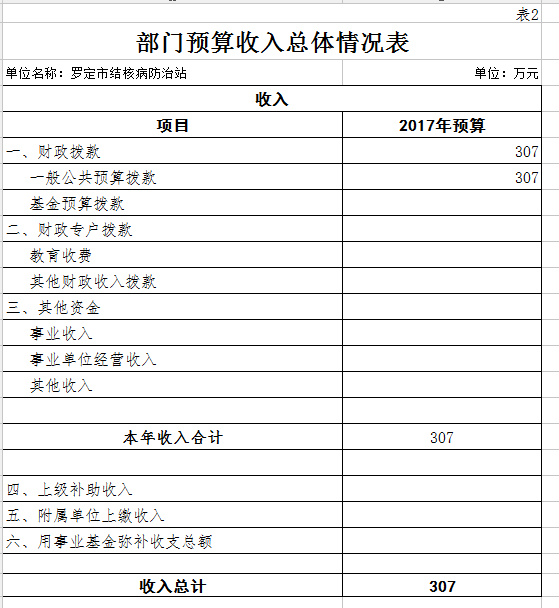 表2
部门预算收入总体情况表
单位名称：罗定市结核病防治站 单位：万元
收入
项目 2017年预算
一、财政拨款 307
一般公共预算拨款 307
基金预算拨款
二、财政专户拨款
教育收费
其他财政收入拨款
三、其他资金
事业收入
事业单位经营收入
其他收入
本年收入合计 307
四、上级补助收入
五、附属单位上缴收入
六、用事业基金弥补收支总额
收入总计 307